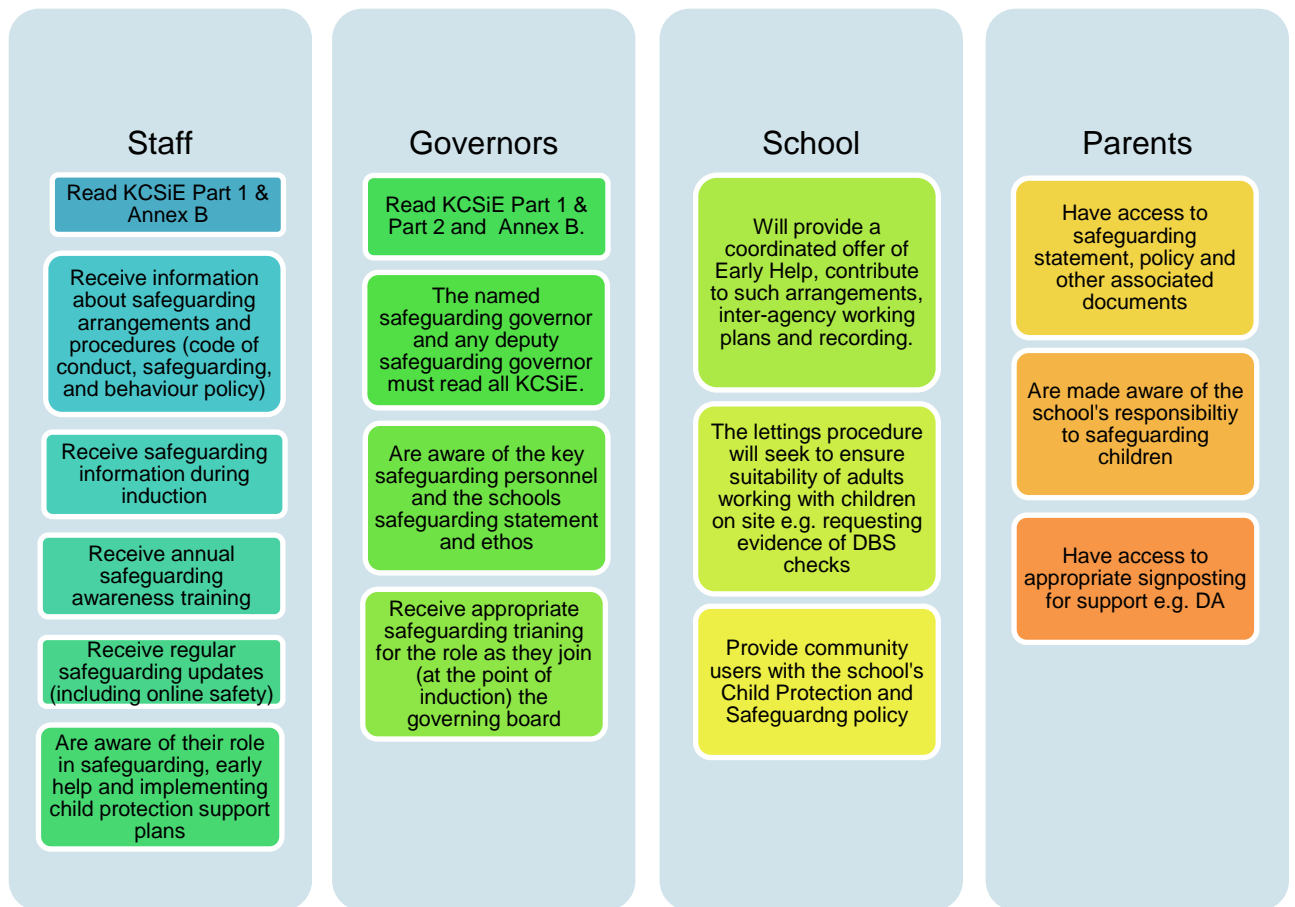 Staff
Read KCSiE Part 1 &
Annex B
Receive information
about safeguarding
arrangements and
procedures (code of
conduct, safeguarding,
and behaviour policy)
Receive safeguarding
information during
induction
Receive annual
safeguarding
awareness training
Receive regular
safeguarding updates
(including online safety)
Are aware of their role
in safeguarding, early
help and implementing
child protection support
plans
Governors
Read KCSiE Part 1 &
Part 2 and  Annex B.
The named
safeguarding governor
and any deputy
safeguarding governor
must read all KCSiE.
Are aware of the key
safeguarding personnel
and the schools
safeguarding statement
and ethos
Receive appropriate
safeguarding trianing
for the role as they join
(at the point of
induction) the
governing board
School
Will provide a
coordinated offer of
Early Help, contribute
to such arrangements,
inter-agency working
plans and recording.
The lettings procedure
will seek to ensure
suitability of adults
working with children
on site e.g. requesting
evidence of DBS
checks
Provide community
users with the school's
Child Protection and
Safeguardng policy
Parents
Have access to
safeguarding
statement, policy and
other associated
documents
Are made aware of the
school's responsibiltiy
to safeguarding
children
Have access to
appropriate signposting
for support e.g. DA